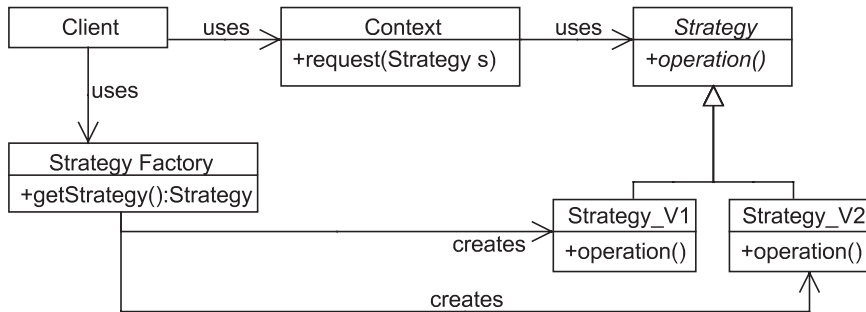 Client
uses
Context
+request(Strategy s)
uses
Strategy
+operation()
uses
Strategy Factory
+getStrategy():Strategy
Strategy_V1
+operation()
Strategy_V2
+operation()
creates
creates